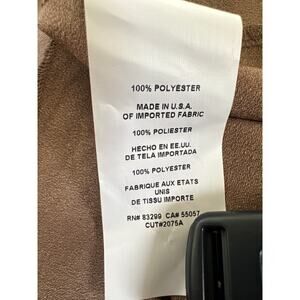 100% POLYESTER
MADE IN U.S.A.
OF IMPORTED FABRIC
100% POLIESTER
HECHO EN EE.UU.
DE TELA IMPORTADA
100% POLYESTER
FABRIQUE AUX ETATS
UNIS
DE TISSU IMPORTE
RN# 83299 CA# 55057
CUT#2075A